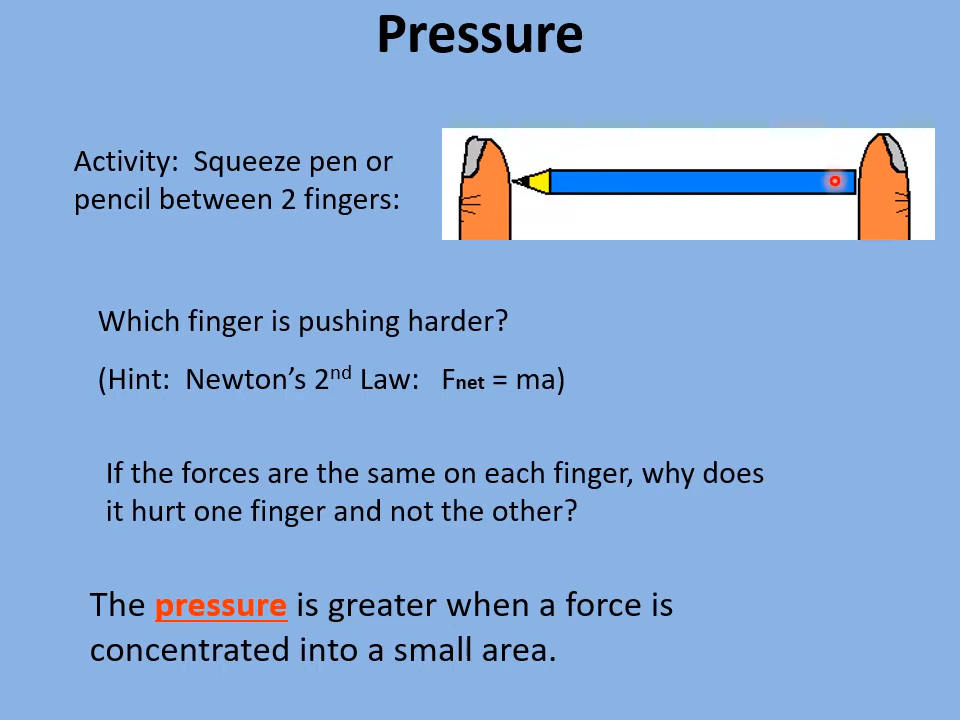 Pressure
Activity:  Squeeze pen or
pencil between 2 fingers:
Which finger is pushing harder?
(Hint:  Newton’s 2nd Law:   Fnet = ma)
If the forces are the same on each finger, why does
it hurt one finger and not the other?
The pressure is greater when a force is
concentrated into a small area.